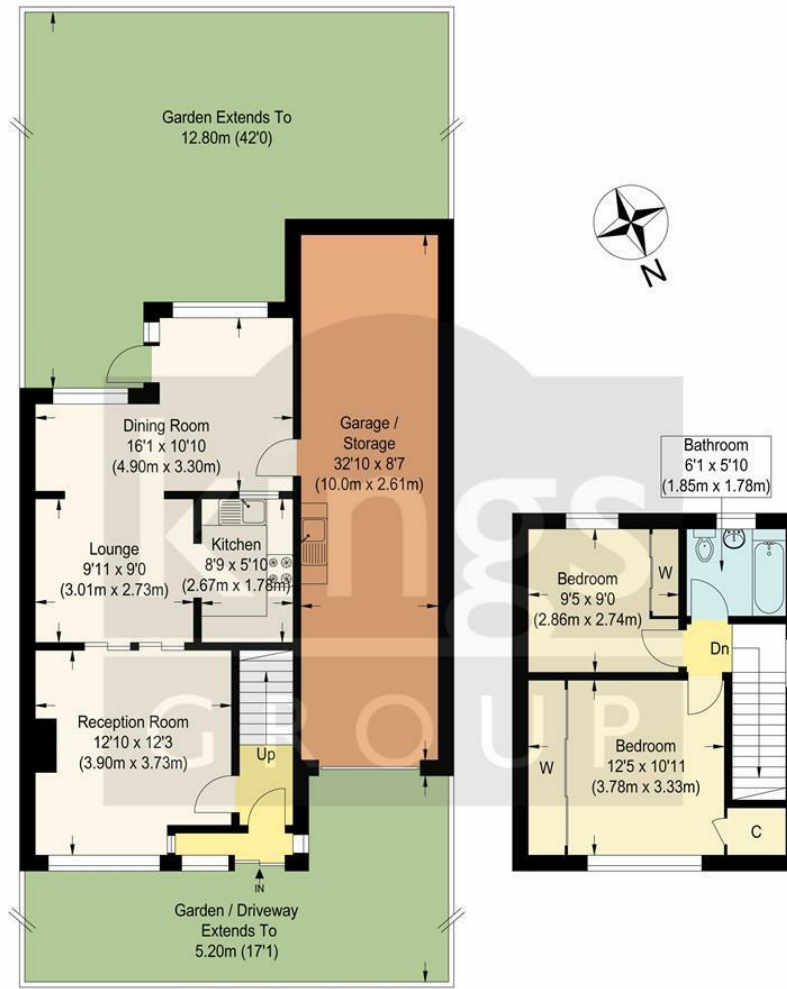 Garden Extends To
12.80m (42'0)
N
Dining Room
16'1 x 10'10
(4.90m x 3.30m)
Garage /
Storage
32'10 x 8'7
(10.0m x 2.61m)
Lounge
9'11 x 9'0
(3.01m x 2.73m)
Kitchen
8'9 x 5'10
(2.67m x 1.78m)
Reception Room
12'10 x 12'3
(3.90m x 3.73m)
Up
IN
Garden / Driveway
Extends To
5.20m (17'1)
Bathroom
6'1 x 5'10
(1.85m x 1.78m)
Bedroom
9'5 x 9'0
(2.86m x 2.74m)
W
Dn
Bedroom
12'5 x 10'11
(3.78m x 3.33m)
W
C
kings
GROUP